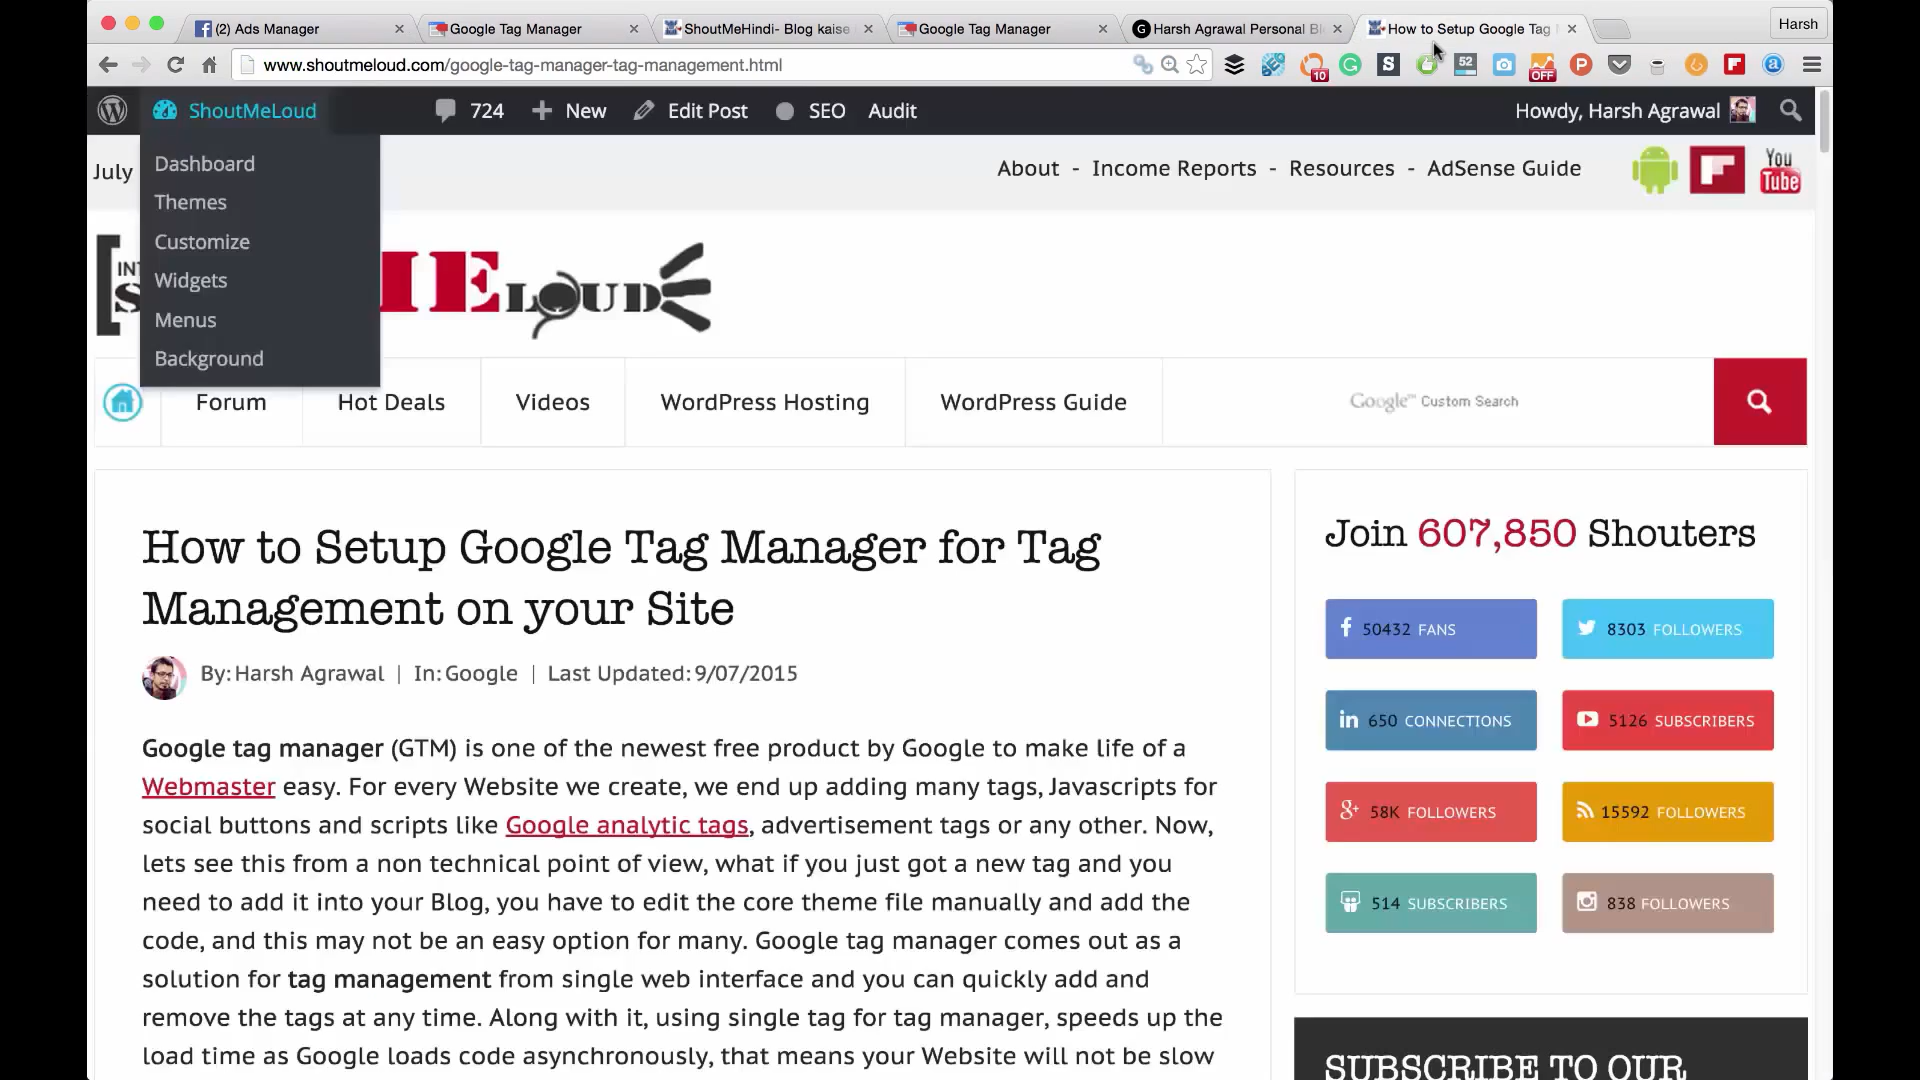 (2) Ads Manager
Google Tag Manager
ShoutMeHindi- Blog kaise
Google Tag Manager
Harsh Agrawal Personal Bl
How to Setup Google Tag
Harsh
www.shoutmeloud.com/google-tag-manager-tag-management.html
10
S
52
OFF
P
ShoutMeLoud
724
New
Edit Post
SEO
Audit
Howdy, Harsh Agrawal
Dashboard
Themes
Customize
Widgets
Menus
Background
July
About - Income Reports - Resources - AdSense Guide
You
Tube
LOUD
Forum
Hot Deals
Videos
WordPress Hosting
WordPress Guide
Google™ Custom Search
How to Setup Google Tag Manager for Tag
Management on your Site
By: Harsh Agrawal | In: Google | Last Updated: 9/07/2015
Google tag manager (GTM) is one of the newest free product by Google to make life of a
Webmaster easy. For every Website we create, we end up adding many tags, Javascripts for
social buttons and scripts like Google analytic tags, advertisement tags or any other. Now,
lets see this from a non technical point of view, what if you just got a new tag and you
need to add it into your Blog, you have to edit the core theme file manually and add the
code, and this may not be an easy option for many. Google tag manager comes out as a
solution for tag management from single web interface and you can quickly add and
remove the tags at any time. Along with it, using single tag for tag manager, speeds up the
load time as Google loads code asynchronously, that means your Website will not be slow
Join 607,850 Shouters
50432 FANS
8303 FOLLOWERS
650 CONNECTIONS
5126 SUBSCRIBERS
58K FOLLOWERS
15592 FOLLOWERS
514 SUBSCRIBERS
838 FOLLOWERS
SUBSCRIBE TO OUR